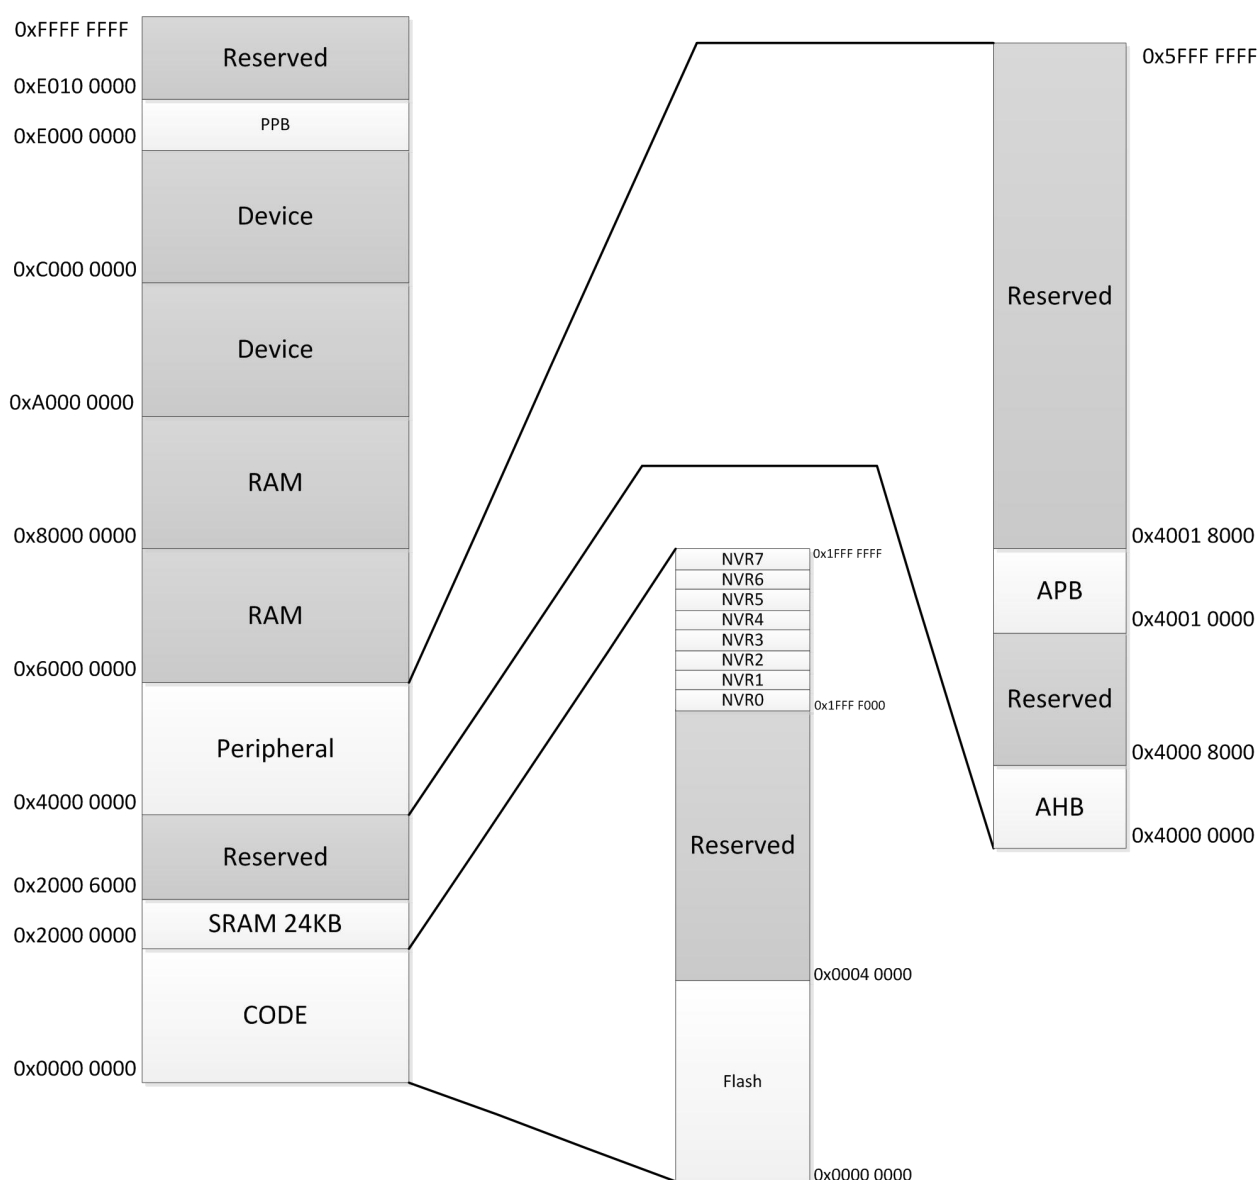 0xFFFF FFFF
Reserved
0xE010 0000
PPB
0xE000 0000
Device
0xC000 0000
Device
0xA000 0000
RAM
0x8000 0000
RAM
0x6000 0000
Peripheral
0x4000 0000
Reserved
0x2000 6000
SRAM 24KB
0x2000 0000
CODE
0x0000 0000
NVR7
0x1FFF FFFF
NVR6
NVR5
NVR4
NVR3
NVR2
NVR1
NVR0
0x1FFF F000
Reserved
0x0004 0000
Flash
0x0000 0000
0x5FFF FFFF
Reserved
0x4001 8000
APB
0x4001 0000
Reserved
0x4000 8000
AHB
0x4000 0000